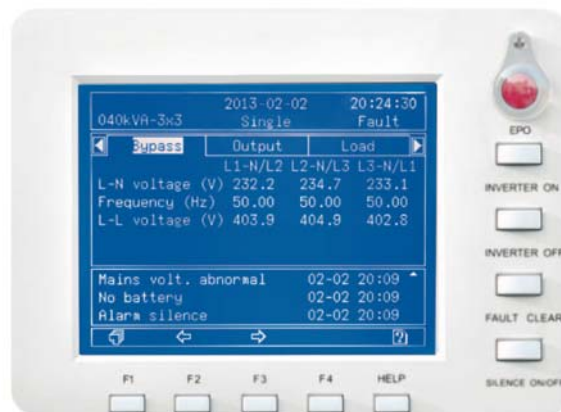 2013-02-02 20:24:30
040kVA-3x3 Single Fault
Bypass Output Load
L1-N/L2 L2-N/L3 L3-N/L1
L-N voltage (V) 232.2 234.7 233.1
Frequency (Hz) 50.00 50.00 50.00
L-L voltage (V) 403.9 404.9 402.8
Mains volt. abnormal 02-02 20:09
No battery 02-02 20:09
Alarm silence 02-02 20:09
?
F1 F2 F3 F4 HELP
EPO
INVERTER ON
INVERTER OFF
FAULT CLEAR
SILENCE ON/OFF